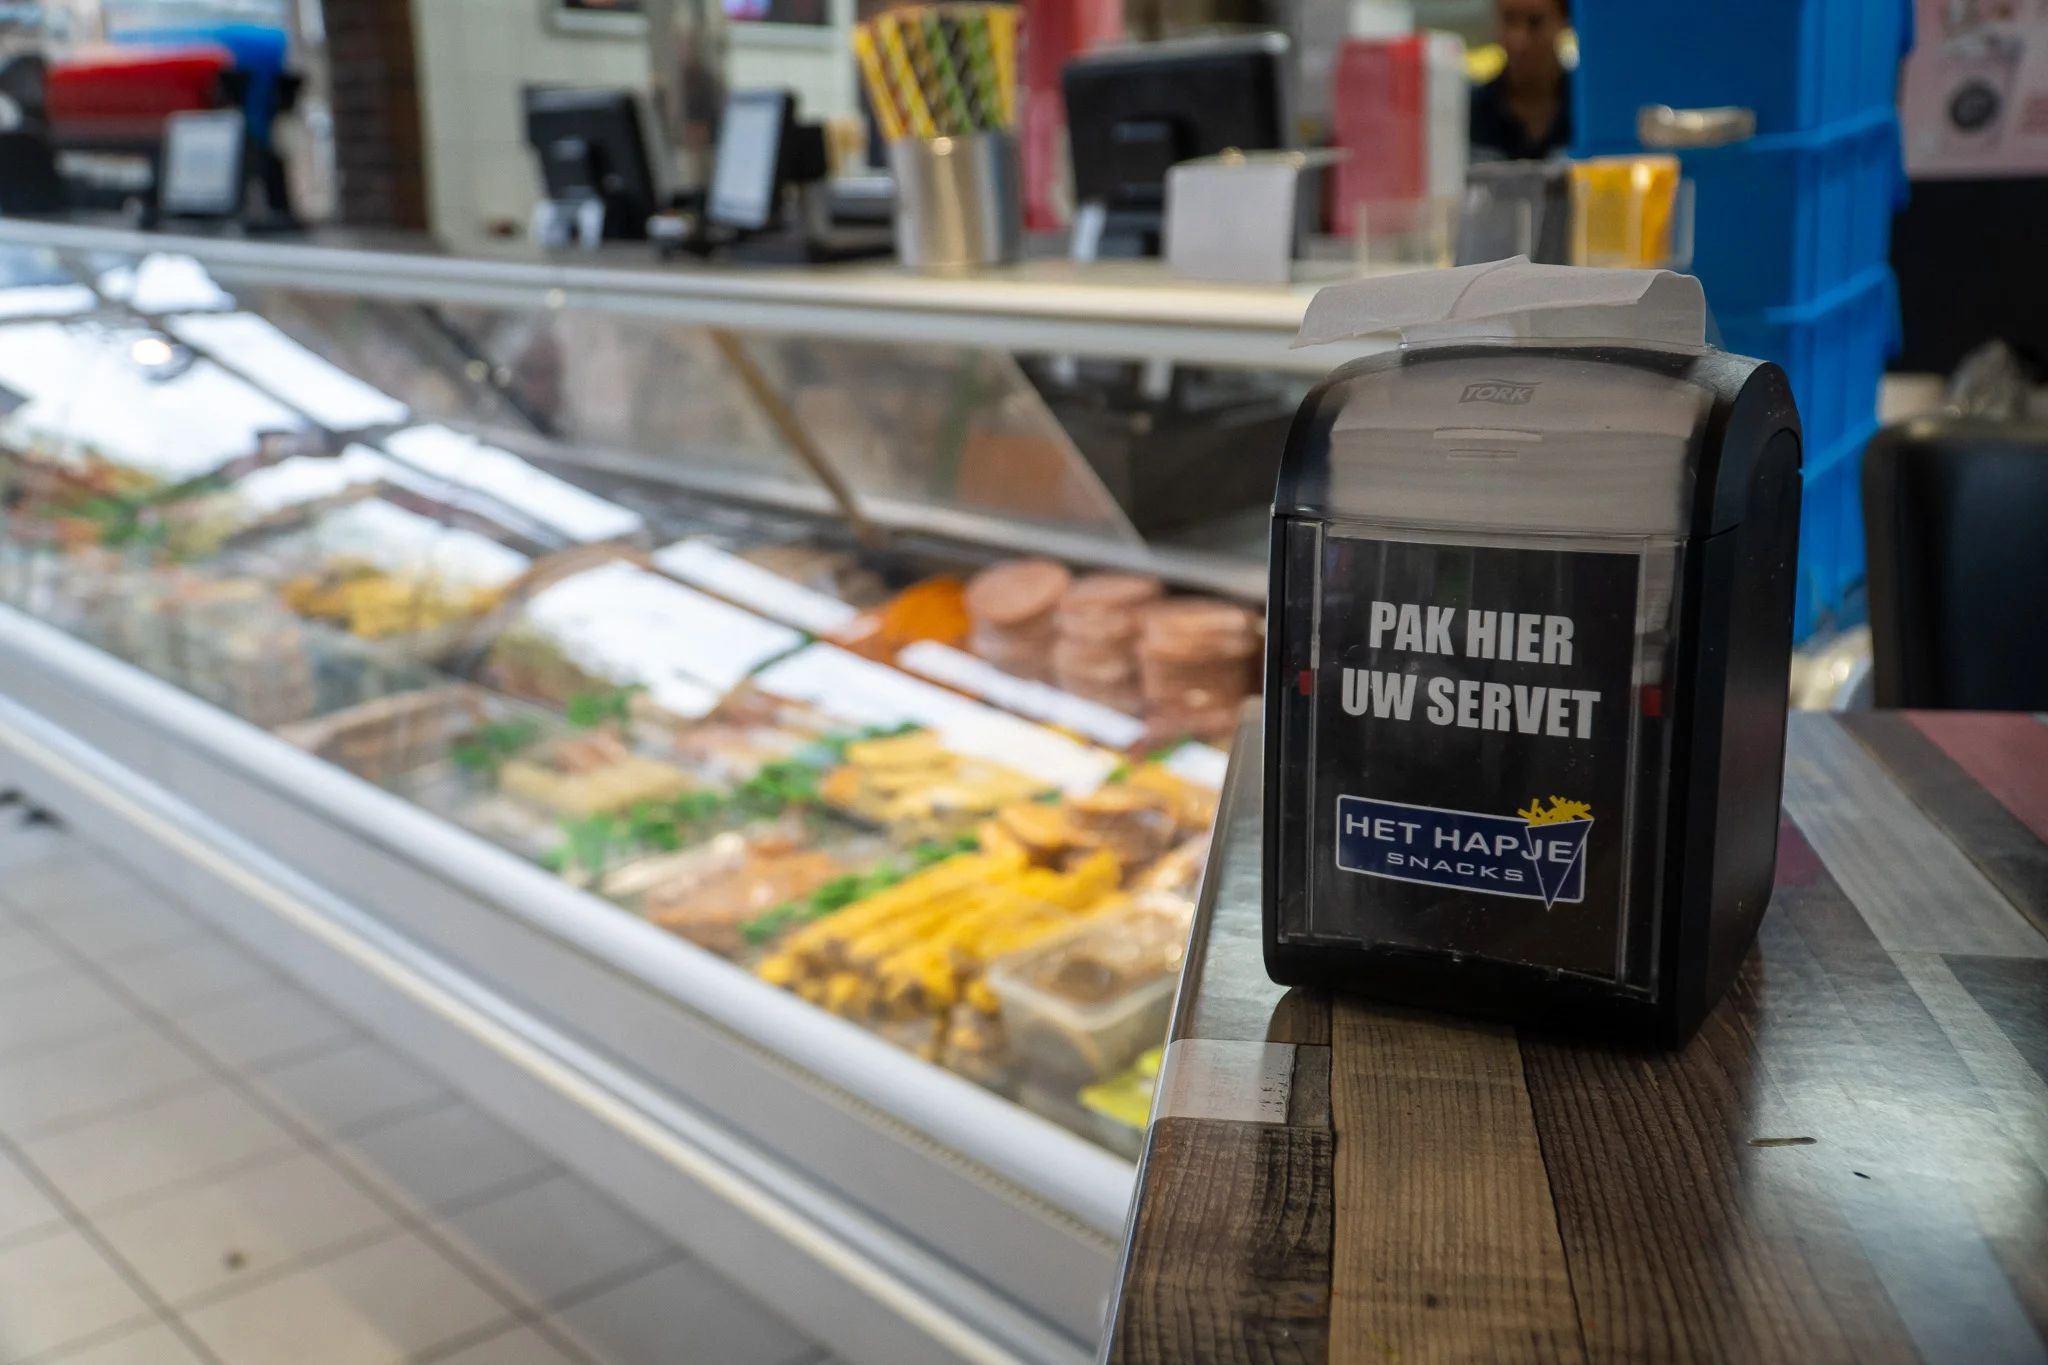 TORK
PAK HIER
UW SERVET
HET HAPJE
SNACKS